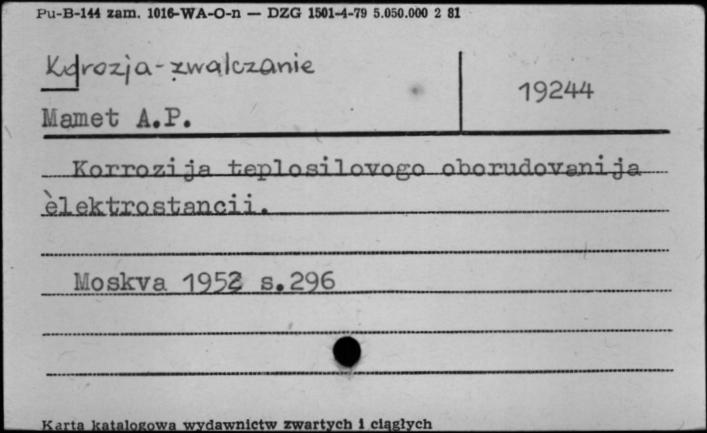 Pu-B-144 zam. 1016-WA-O-n — DZG 1501-4-79 5.050.000 2 81
Korozja - zwalczanie
19244
Mamet A.P.
Korrozija teplosilovogo oborudovanija
èlektrostancii.
Moskva 1952 s.296
Karta katalogowa wydawnictw zwartych i ciągłych